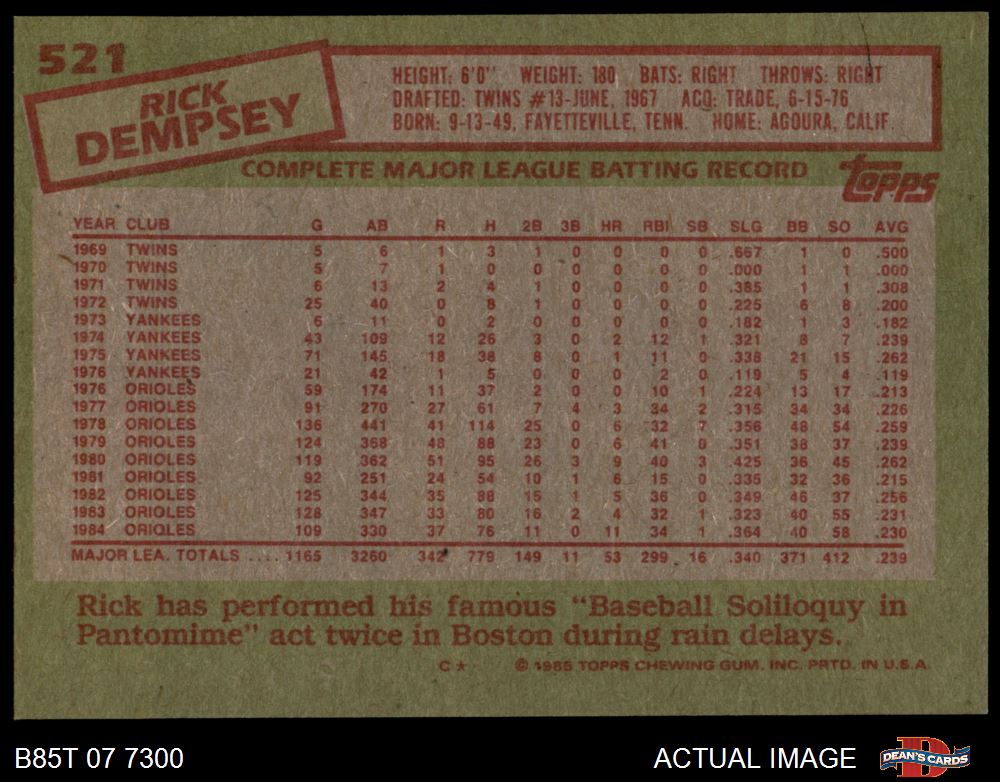 521
RICK
DEMPSEY
HEIGHT: 6'0" WEIGHT: 180 BATS: RIGHT THROWS: RIGHT
DRAFTED: TWINS #13-JUNE, 1967 ACQ: TRADE, 6-15-76
BORN: 9-13-49, FAYETTEVILLE, TENN. HOME: AGOURA, CALIF.
COMPLETE MAJOR LEAGUE BATTING RECORD
TOPPS
YEAR CLUB G AB R H 2B 3B HR RBI SB SLG BB SO AVG
1969 TWINS 5 6 1 3 1 0 0 0 0 .667 1 0 .500
1970 TWINS 5 7 1 0 0 0 0 0 0 .000 1 1 .000
1971 TWINS 6 13 2 4 1 0 0 0 0 .385 1 1 .308
1972 TWINS 25 40 0 8 1 0 0 0 0 .225 6 8 .200
1973 YANKEES 6 11 0 2 0 0 0 0 0 .182 1 3 .182
1974 YANKEES 43 109 12 26 3 0 2 12 1 .321 8 7 .239
1975 YANKEES 71 145 18 38 8 0 1 11 0 .338 21 15 .262
1976 YANKEES 21 42 1 5 0 0 0 2 0 .119 5 4 .119
1976 ORIOLES 59 174 11 37 2 0 0 10 1 .224 13 17 .213
1977 ORIOLES 91 270 27 61 7 4 3 34 2 .315 34 34 .226
1978 ORIOLES 136 441 41 114 25 0 6 32 7 .356 48 54 .259
1979 ORIOLES 124 368 48 88 23 0 6 41 0 .351 38 37 .239
1980 ORIOLES 119 362 51 95 26 3 9 40 3 .425 36 45 .262
1981 ORIOLES 92 251 24 54 10 1 6 15 0 .335 32 36 .215
1982 ORIOLES 125 344 35 88 15 1 5 36 0 .349 46 37 .256
1983 ORIOLES 128 347 33 80 16 2 4 32 1 .323 40 55 .231
1984 ORIOLES 109 330 37 76 11 0 11 34 1 .364 40 58 .230
MAJOR LEA. TOTALS .... 1165 3260 342 779 149 11 53 299 16 .340 371 412 .239
Rick has performed his famous "Baseball Soliloquy in
Pantomime" act twice in Boston during rain delays.
C★ © 1985 TOPPS CHEWING GUM, INC. PRTD. IN U.S.A.
B85T 07 7300 ACTUAL IMAGE DEAN'S CARDS